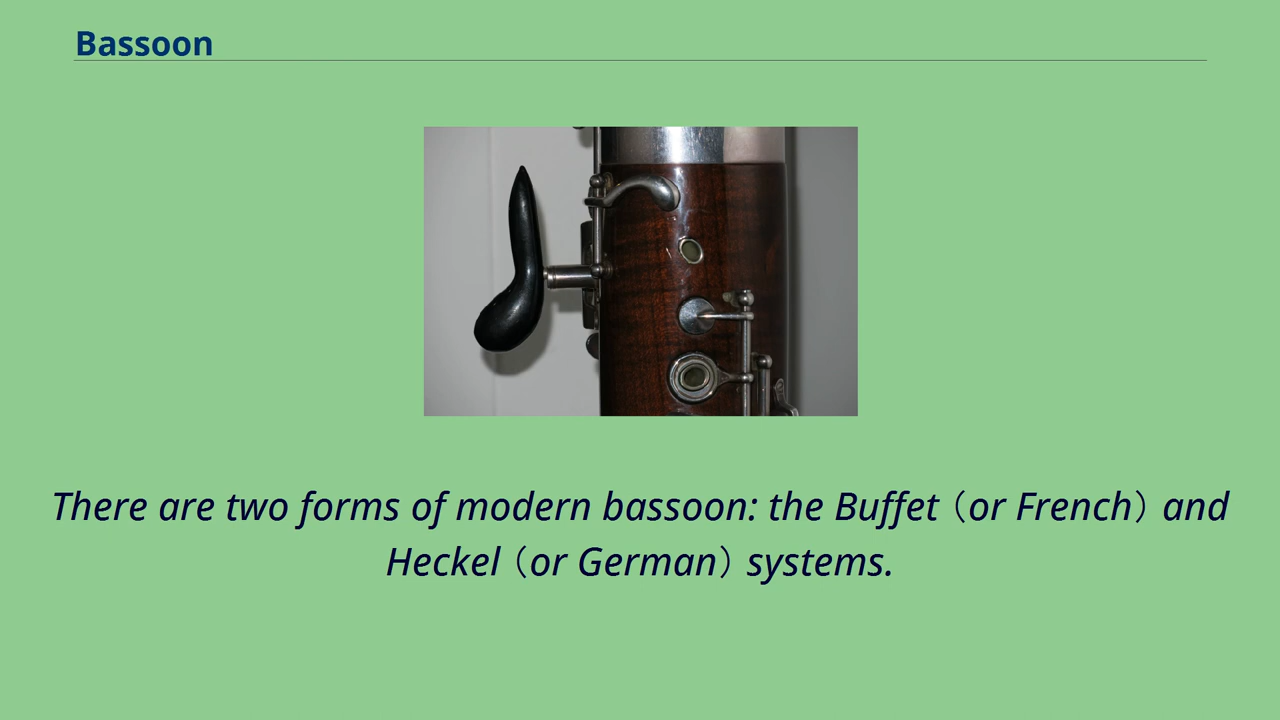 Bassoon
There are two forms of modern bassoon: the Buffet（or French）and
Heckel（or German）systems.